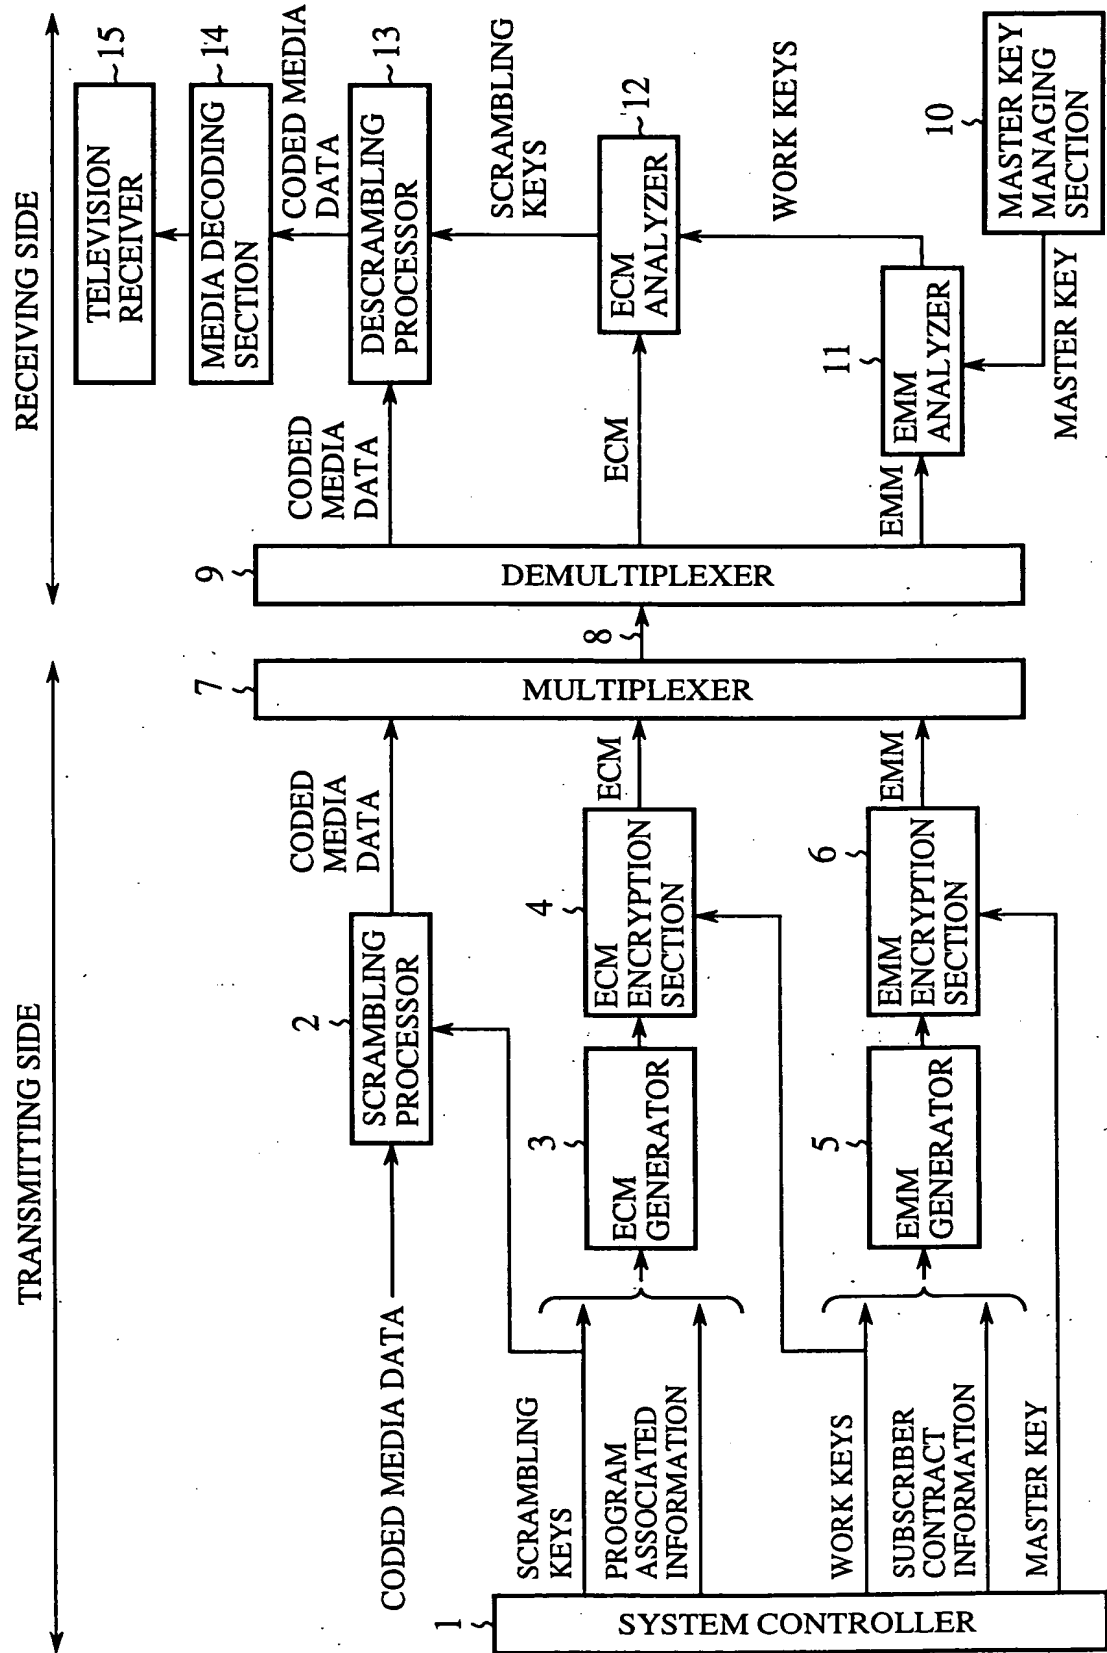 TRANSMITTING SIDE
RECEIVING SIDE
1
SYSTEM CONTROLLER
CODED MEDIA DATA
SCRAMBLING
KEYS
PROGRAM
ASSOCIATED
INFORMATION
WORK KEYS
SUBSCRIBER
CONTRACT
INFORMATION
MASTER KEY
2
SCRAMBLING
PROCESSOR
3
ECM
GENERATOR
4
ECM
ENCRYPTION
SECTION
5
EMM
GENERATOR
6
EMM
ENCRYPTION
SECTION
CODED
MEDIA
DATA
ECM
EMM
7
MULTIPLEXER
8
9
DEMULTIPLEXER
CODED
MEDIA
DATA
ECM
EMM
10
MASTER KEY
MANAGING
SECTION
MASTER KEY
11
EMM
ANALYZER
WORK KEYS
12
ECM
ANALYZER
SCRAMBLING
KEYS
13
DESCRAMBLING
PROCESSOR
CODED MEDIA
DATA
14
MEDIA DECODING
SECTION
15
TELEVISION
RECEIVER